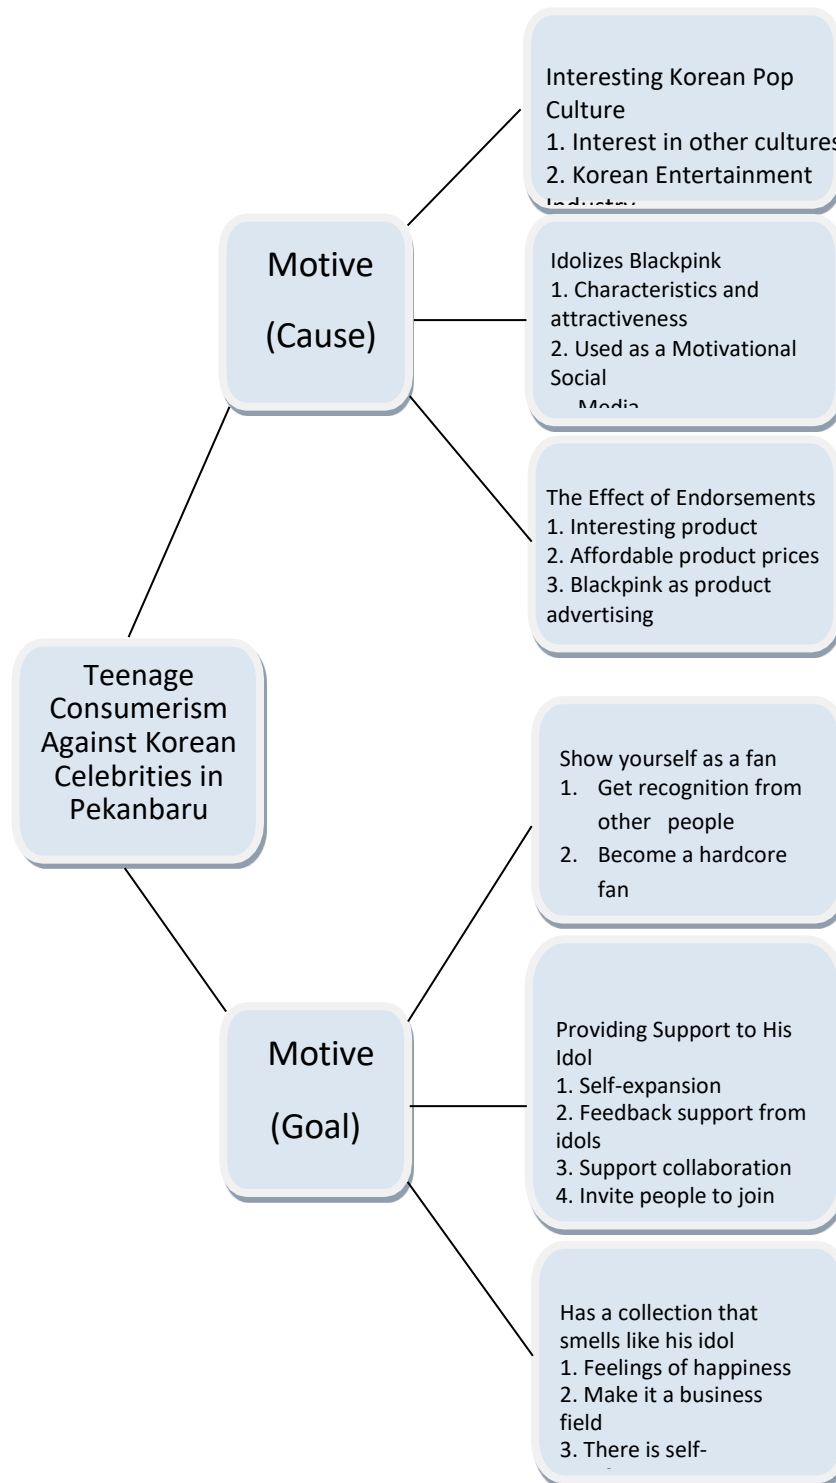 Interesting Korean Pop
Culture
1. Interest in other cultures
2. Korean Entertainment
Industry
Motive
(Cause)
Idolizes Blackpink
1. Characteristics and
attractiveness
2. Used as a Motivational
Social
Media
The Effect of Endorsements
1. Interesting product
2. Affordable product prices
3. Blackpink as product
advertising
Teenage
Consumerism
Against Korean
Celebrities in
Pekanbaru
Show yourself as a fan
1. Get recognition from
other people
2. Become a hardcore
fan
Motive
(Goal)
Providing Support to His
Idol
1. Self-expansion
2. Feedback support from
idols
3. Support collaboration
4. Invite people to join
Has a collection that
smells like his idol
1. Feelings of happiness
2. Make it a business
field
3. There is self-